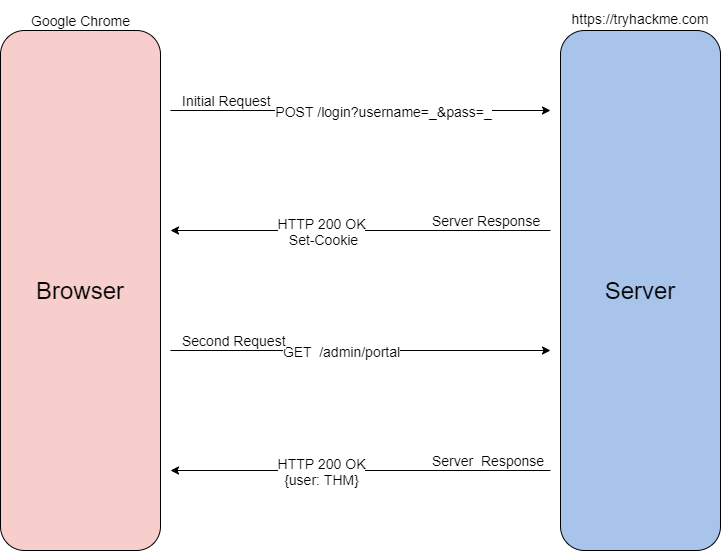 Google Chrome
https://tryhackme.com
Initial Request
POST /login?username=_&pass=_
HTTP 200 OK
Set-Cookie
Server Response
Browser
Server
Second Request
GET  /admin/portal
HTTP 200 OK
{user: THM}
Server  Response